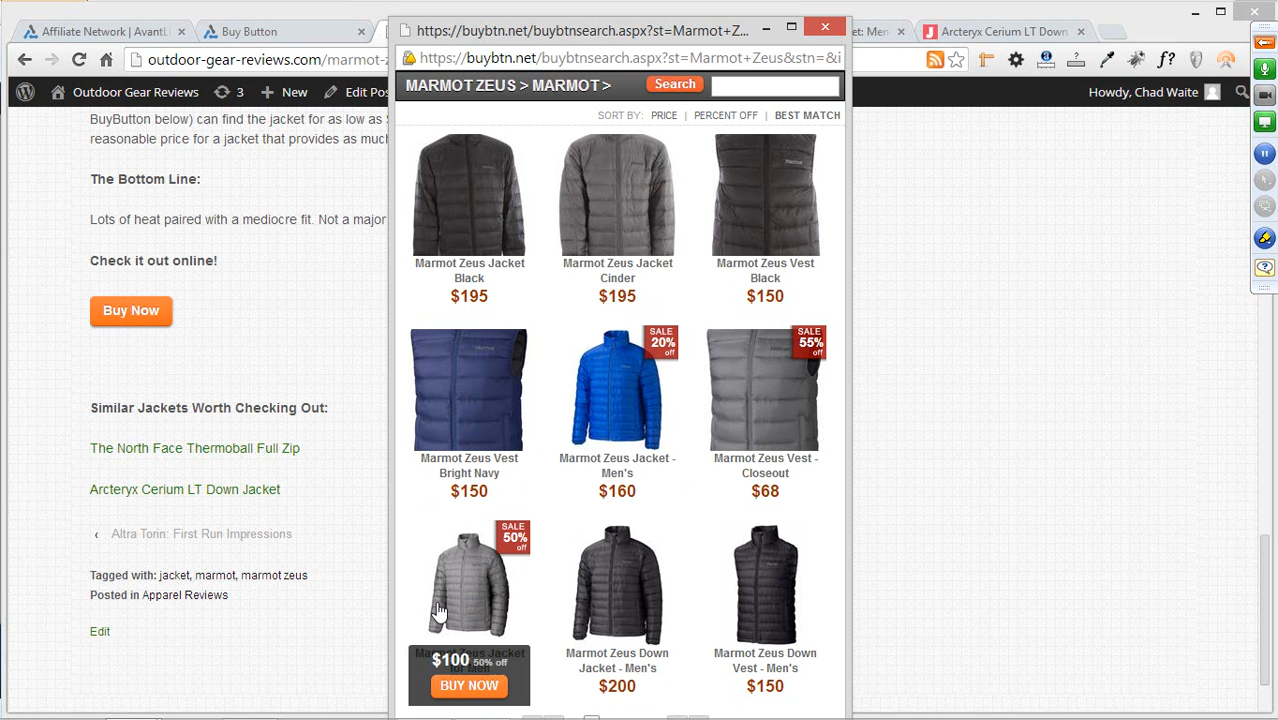 Affiliate Network | AvantL
Buy Button
Men
Arcteryx Cerium LT Down J
outdoor-gear-reviews.com/marmot-z
Outdoor Gear Reviews
3
New
Edit Pos
Howdy, Chad Waite
BuyButton below) can find the jacket for as low as
reasonable price for a jacket that provides as much
The Bottom Line:
Lots of heat paired with a mediocre fit. Not a major
Check it out online!
Buy Now
Similar Jackets Worth Checking Out:
The North Face Thermoball Full Zip
Arcteryx Cerium LT Down Jacket
‹ Altra Torin: First Run Impressions
Tagged with: jacket, marmot, marmot zeus
Posted in Apparel Reviews
Edit
https://buybtn.net/buybtnsearch.aspx?st=Marmot+Z...
https://buybtn.net/buybtnsearch.aspx?st=Marmot+Zeus&stn=&i
MARMOT ZEUS > MARMOT >
Search
SORT BY: PRICE | PERCENT OFF | BEST MATCH
Marmot Zeus Jacket
Black
$195
Marmot Zeus Jacket
Cinder
$195
Marmot Zeus Vest
Black
$150
Marmot Zeus Vest
Bright Navy
$150
SALE
20%
off
Marmot Zeus Jacket -
Men's
$160
SALE
55%
off
Marmot Zeus Vest -
Closeout
$68
SALE
50%
off
Marmot Zeus Jacket
for Men
$100 50% off
BUY NOW
Marmot Zeus Down
Jacket - Men's
$200
Marmot Zeus Down
Vest - Men's
$150